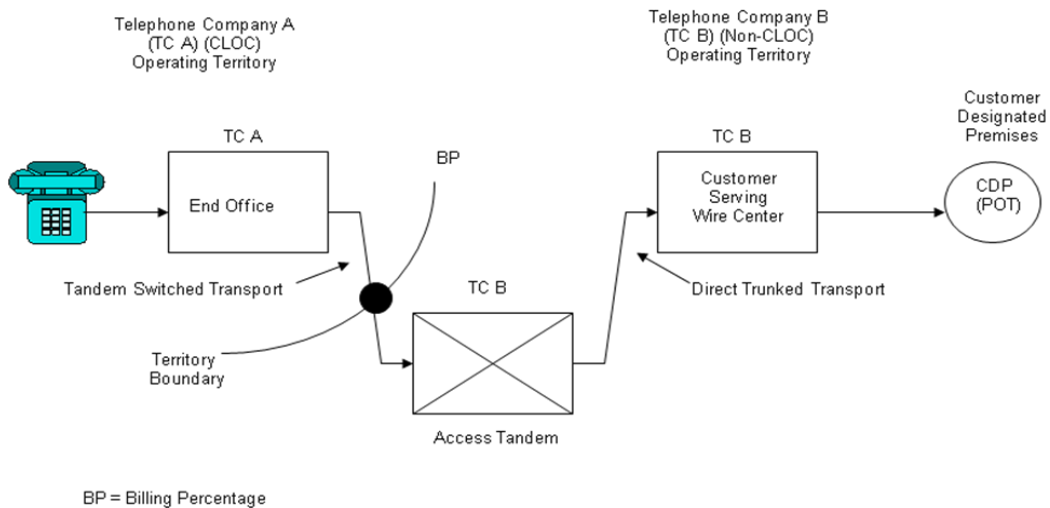 Telephone Company A
(TC A) (CLOC)
Operating Territory
Telephone Company B
(TC B) (Non-CLOC)
Operating Territory
Customer
Designated
Premises
TC A
BP
TC B
End Office
Customer
Serving
Wire Center
CDP
(POT)
Tandem Switched Transport
TC B
Direct Trunked Transport
Territory
Boundary
Access Tandem
BP = Billing Percentage